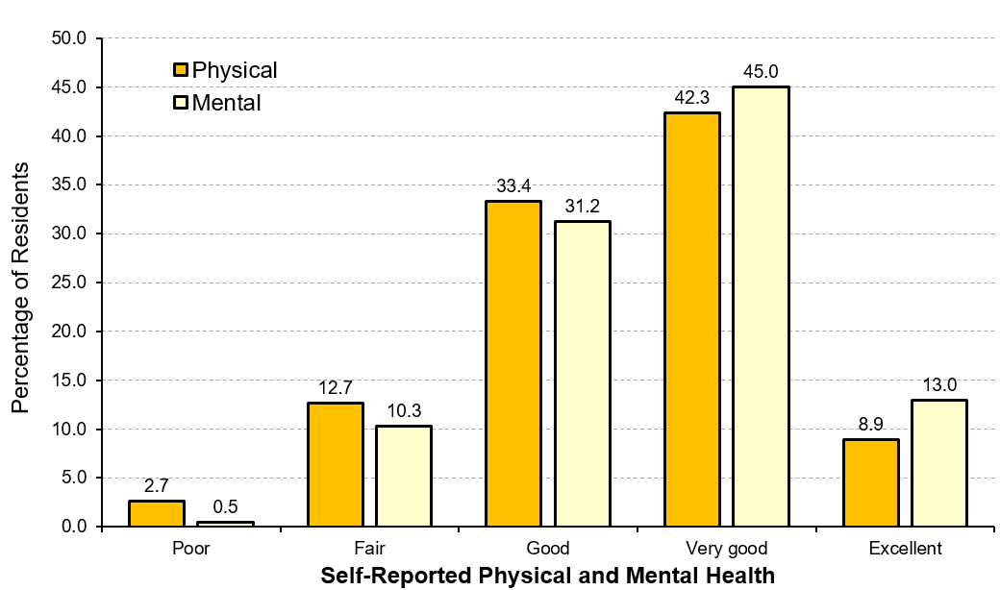 50.0
45.0
40.0
35.0
30.0
25.0
20.0
15.0
10.0
5.0
0.0
Percentage of Residents
Physical
Mental
2.7
0.5
12.7
10.3
33.4
31.2
42.3
45.0
8.9
13.0
Poor
Fair
Good
Very good
Excellent
Self-Reported Physical and Mental Health